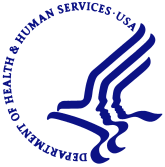 DEPARTMENT OF HEALTH & HUMAN SERVICES · USA